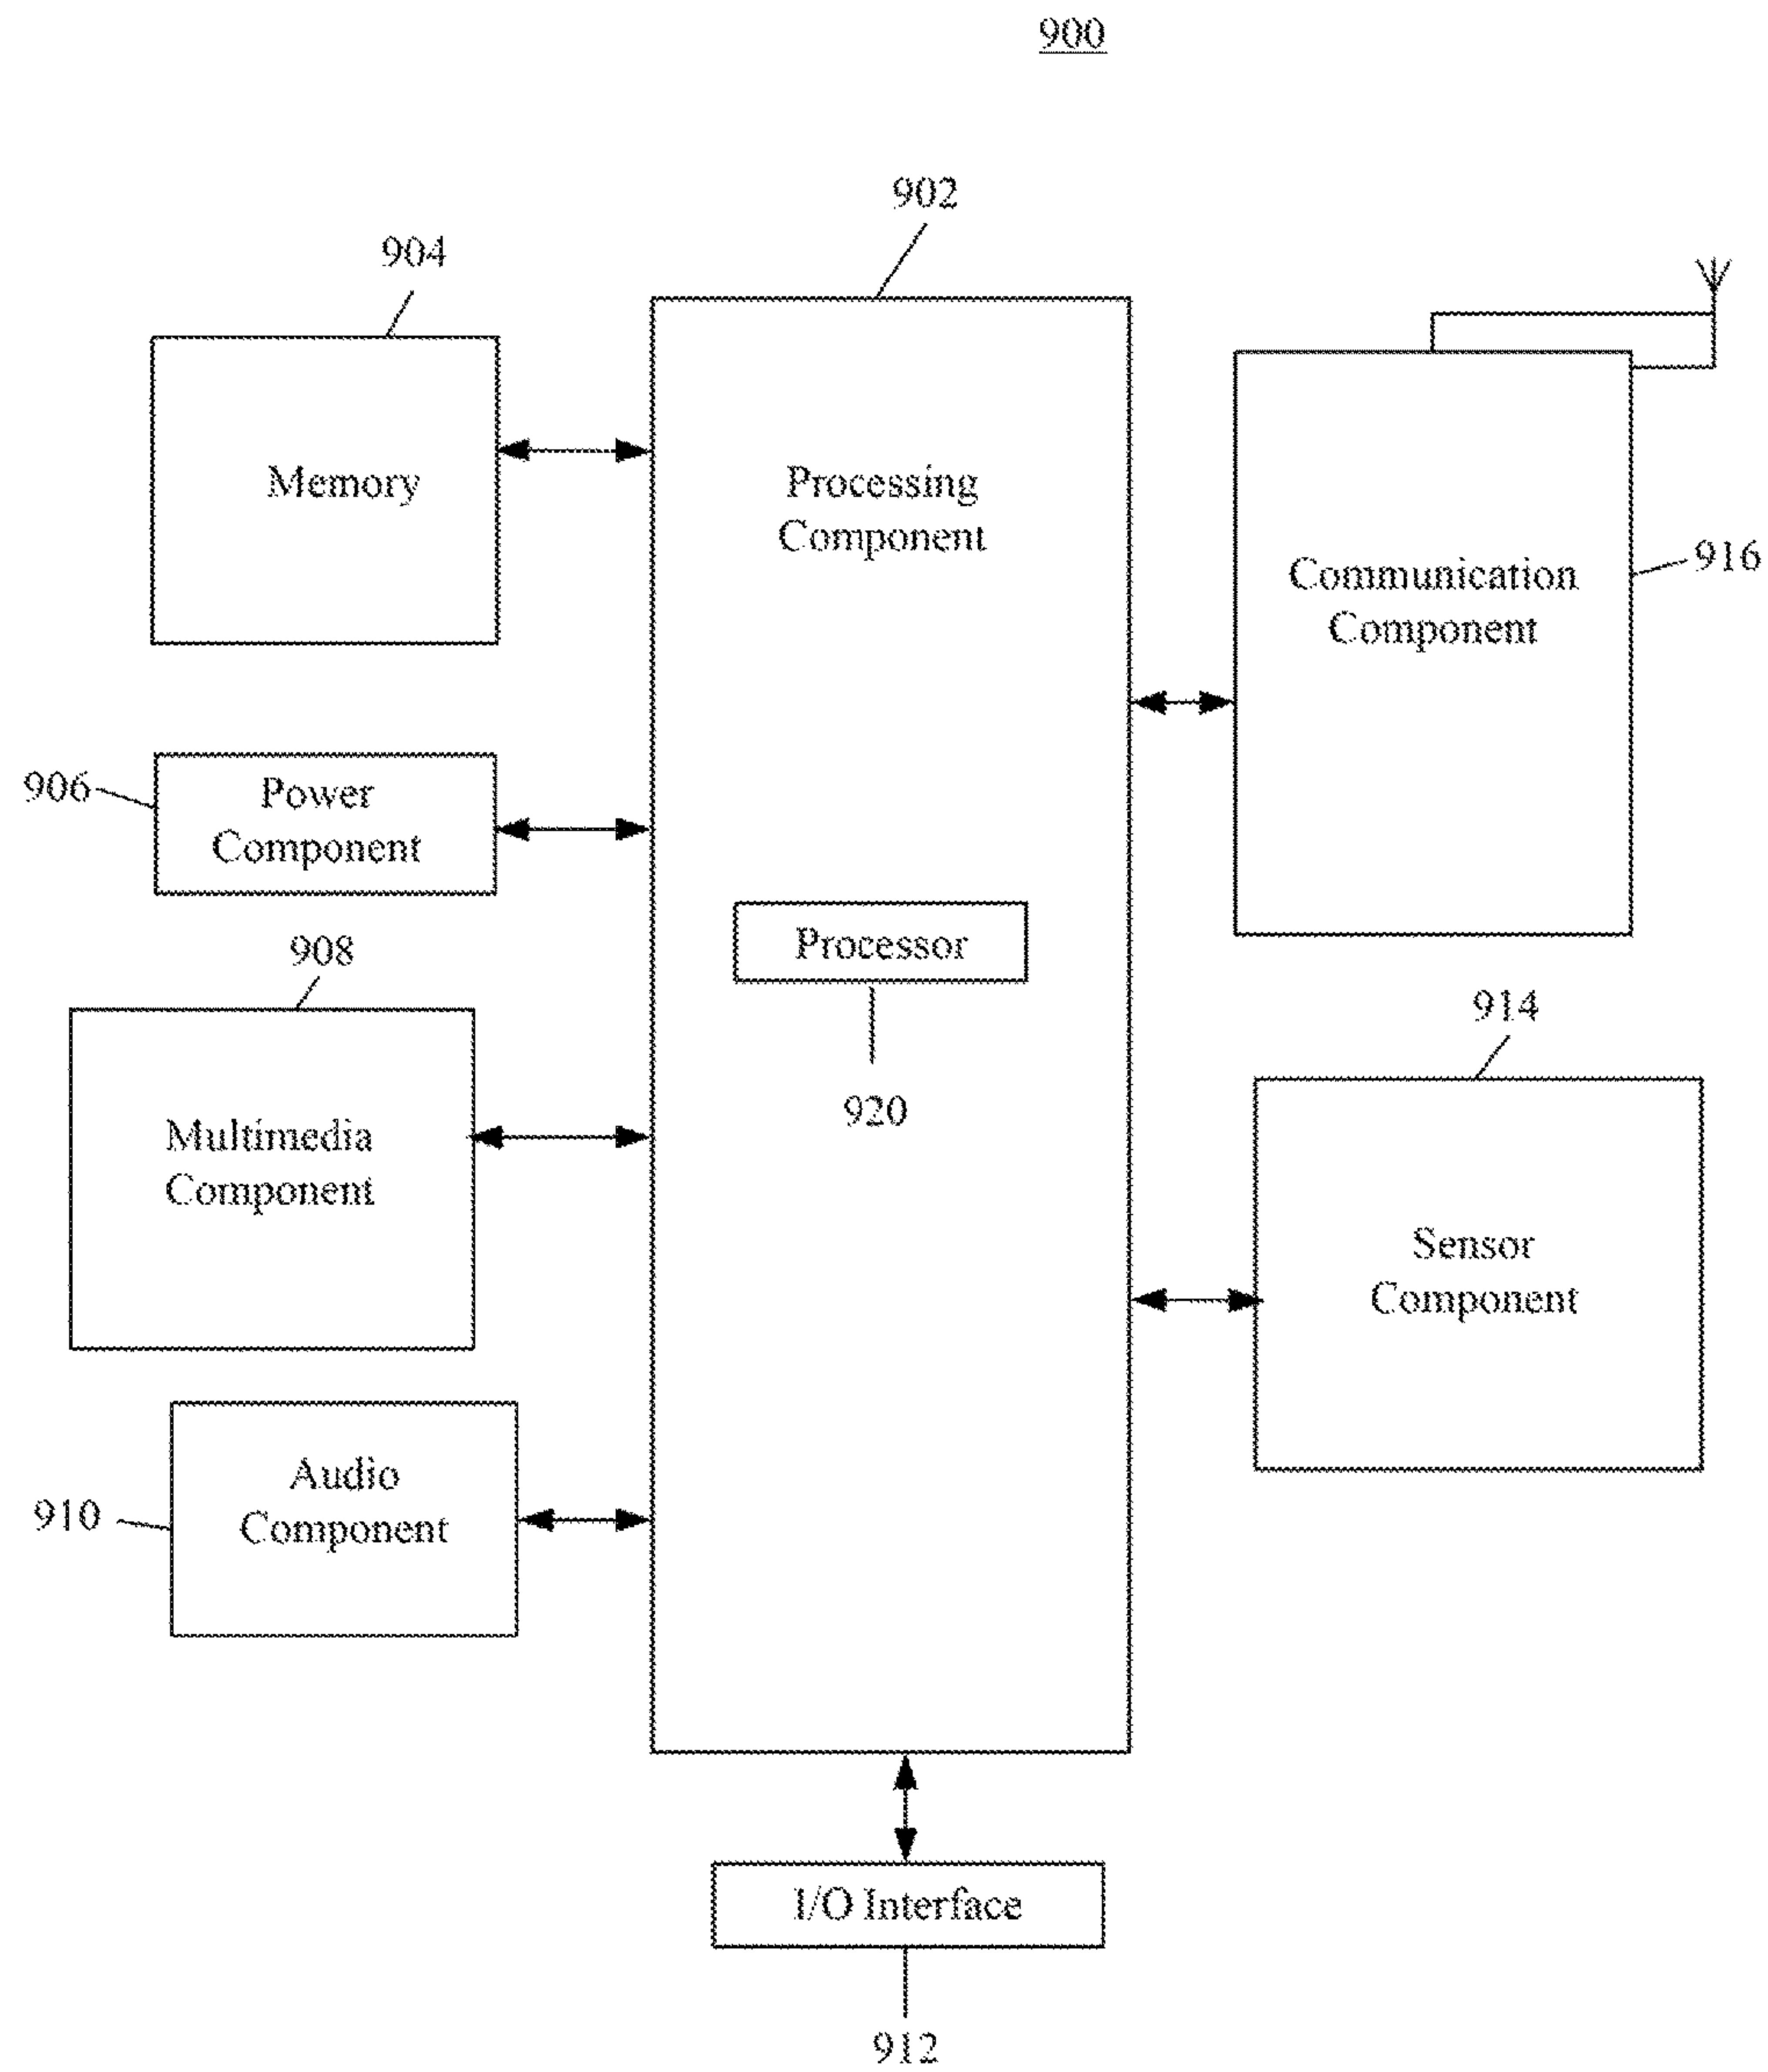 900
902
904
Memory
Processing
Component
Communication
Component
916
906
Power
Component
Processor
920
908
Multimedia
Component
914
Sensor
Component
Audio
Component
910
I/O Interface
912